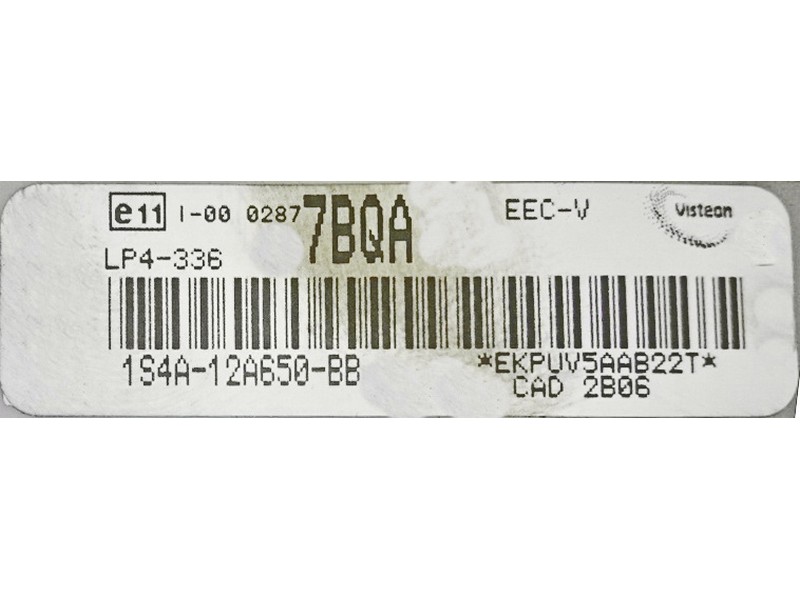 e11 I-00 0287 7BQA EEC-V Visteon
LP4-336
1S4A-12A650-BB *EKPUV5AAB22T*
CAD 2B06